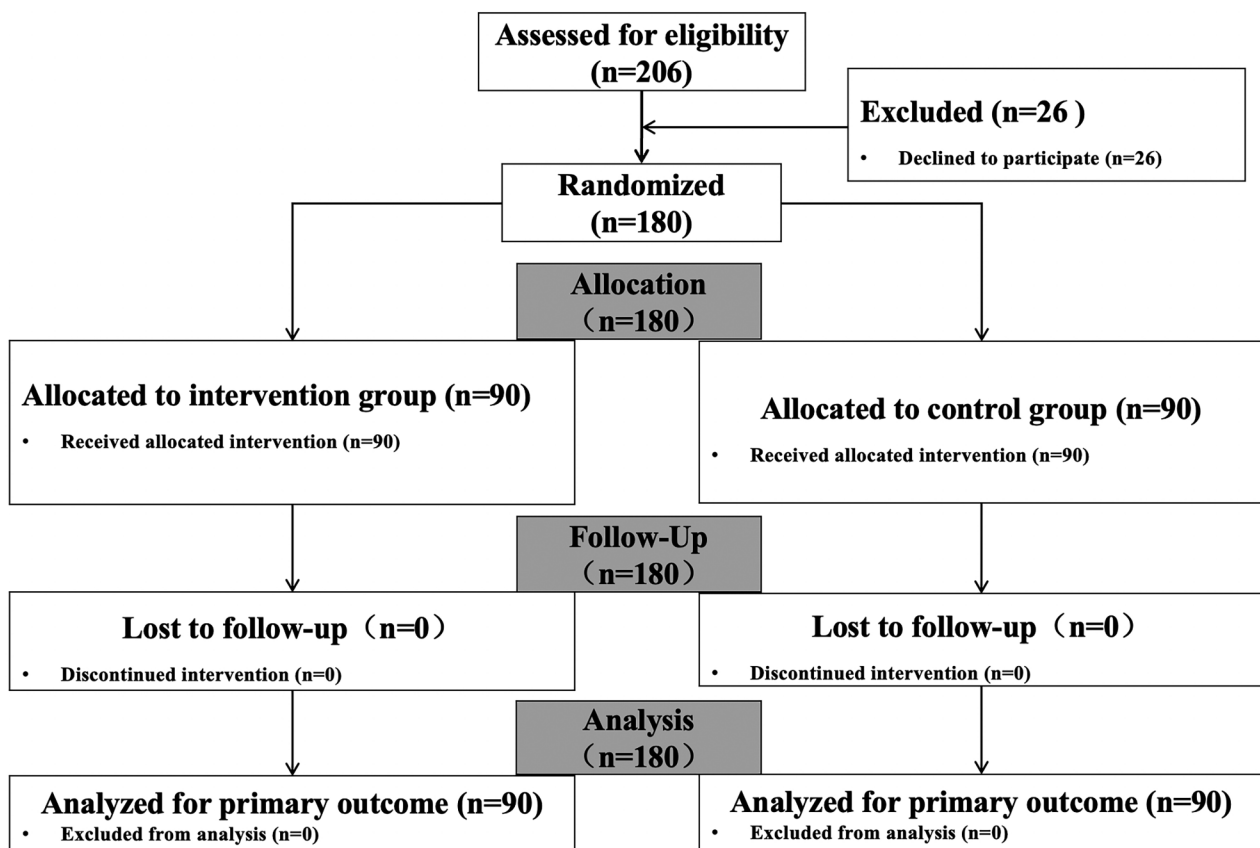 Assessed for eligibility
(n=206)
Excluded (n=26 )
• Declined to participate (n=26)
Randomized
(n=180)
Allocation
（n=180）
Allocated to intervention group (n=90)
• Received allocated intervention (n=90)
Allocated to control group (n=90)
• Received allocated intervention (n=90)
Follow-Up
（n=180）
Lost to follow-up（n=0）
• Discontinued intervention (n=0)
Lost to follow-up（n=0）
• Discontinued intervention (n=0)
Analysis
（n=180）
Analyzed for primary outcome (n=90)
• Excluded from analysis (n=0)
Analyzed for primary outcome (n=90)
• Excluded from analysis (n=0)